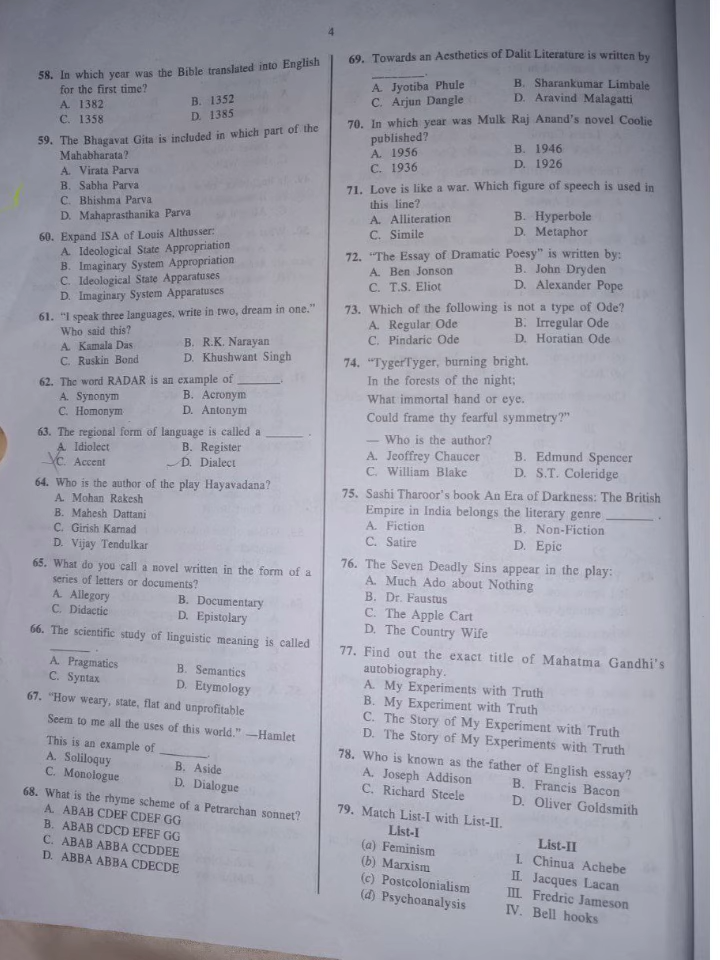 4
58. In which year was the Bible translated into English
for the first time?
A. 1382 B. 1352
C. 1358 D. 1385
59. The Bhagavat Gita is included in which part of the
Mahabharata?
A. Virata Parva
B. Sabha Parva
C. Bhishma Parva
D. Mahaprasthanika Parva
60. Expand ISA of Louis Althusser:
A. Ideological State Appropriation
B. Imaginary System Appropriation
C. Ideological State Apparatuses
D. Imaginary System Apparatuses
61. "I speak three languages, write in two, dream in one."
Who said this?
A. Kamala Das B. R.K. Narayan
C. Ruskin Bond D. Khushwant Singh
62. The word RADAR is an example of ______.
A. Synonym B. Acronym
C. Homonym D. Antonym
63. The regional form of language is called a ______ .
A. Idiolect B. Register
C. Accent D. Dialect
64. Who is the author of the play Hayavadana?
A. Mohan Rakesh
B. Mahesh Dattani
C. Girish Karnad
D. Vijay Tendulkar
65. What do you call a novel written in the form of a
series of letters or documents?
A. Allegory B. Documentary
C. Didactic D. Epistolary
66. The scientific study of linguistic meaning is called
______ .
A. Pragmatics B. Semantics
C. Syntax D. Etymology
67. "How weary, state, flat and unprofitable
Seem to me all the uses of this world." —Hamlet
This is an example of ______.
A. Soliloquy B. Aside
C. Monologue D. Dialogue
68. What is the rhyme scheme of a Petrarchan sonnet?
A. ABAB CDEF CDEF GG
B. ABAB CDCD EFEF GG
C. ABAB ABBA CCDDEE
D. ABBA ABBA CDECDE
69. Towards an Aesthetics of Dalit Literature is written by
______.
A. Jyotiba Phule B. Sharankumar Limbale
C. Arjun Dangle D. Aravind Malagatti
70. In which year was Mulk Raj Anand's novel Coolie
published?
A. 1956 B. 1946
C. 1936 D. 1926
71. Love is like a war. Which figure of speech is used in
this line?
A. Alliteration B. Hyperbole
C. Simile D. Metaphor
72. "The Essay of Dramatic Poesy" is written by:
A. Ben Jonson B. John Dryden
C. T.S. Eliot D. Alexander Pope
73. Which of the following is not a type of Ode?
A. Regular Ode B. Irregular Ode
C. Pindaric Ode D. Horatian Ode
74. "TygerTyger, burning bright.
In the forests of the night;
What immortal hand or eye.
Could frame thy fearful symmetry?"
— Who is the author?
A. Jeoffrey Chaucer B. Edmund Spencer
C. William Blake D. S.T. Coleridge
75. Sashi Tharoor's book An Era of Darkness: The British
Empire in India belongs the literary genre ______ .
A. Fiction B. Non-Fiction
C. Satire D. Epic
76. The Seven Deadly Sins appear in the play:
A. Much Ado about Nothing
B. Dr. Faustus
C. The Apple Cart
D. The Country Wife
77. Find out the exact title of Mahatma Gandhi's
autobiography.
A. My Experiments with Truth
B. My Experiment with Truth
C. The Story of My Experiment with Truth
D. The Story of My Experiments with Truth
78. Who is known as the father of English essay?
A. Joseph Addison B. Francis Bacon
C. Richard Steele D. Oliver Goldsmith
79. Match List-I with List-II.
List-I List-II
(a) Feminism I. Chinua Achebe
(b) Marxism II. Jacques Lacan
(c) Postcolonialism III. Fredric Jameson
(d) Psychoanalysis IV. Bell hooks